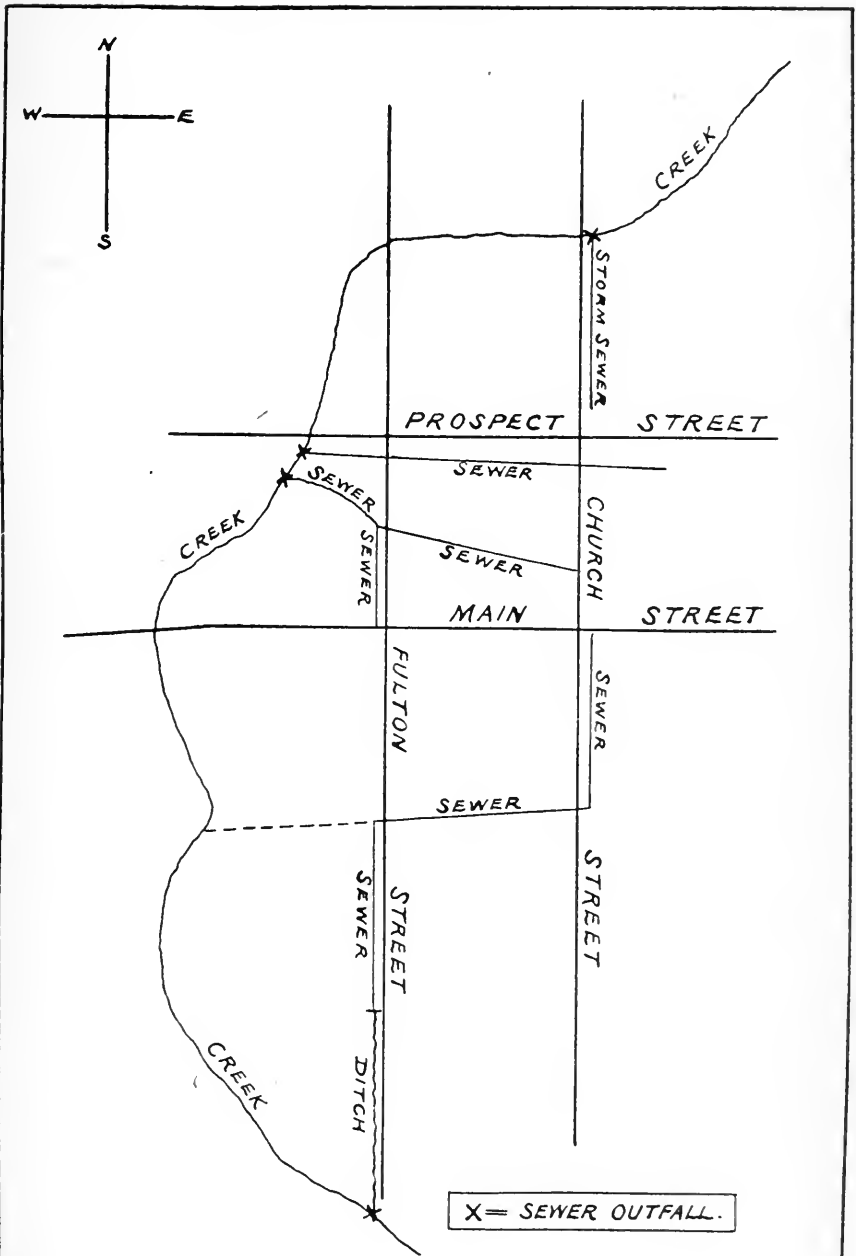 N
W E
S
CREEK
STORM SEWER
PROSPECT STREET
SEWER
SEWER
CREEK
SEWER
SEWER
CHURCH
MAIN STREET
FULTON
SEWER
SEWER
SEWER
STREET
STREET
CREEK
DITCH
X = SEWER OUTFALL.